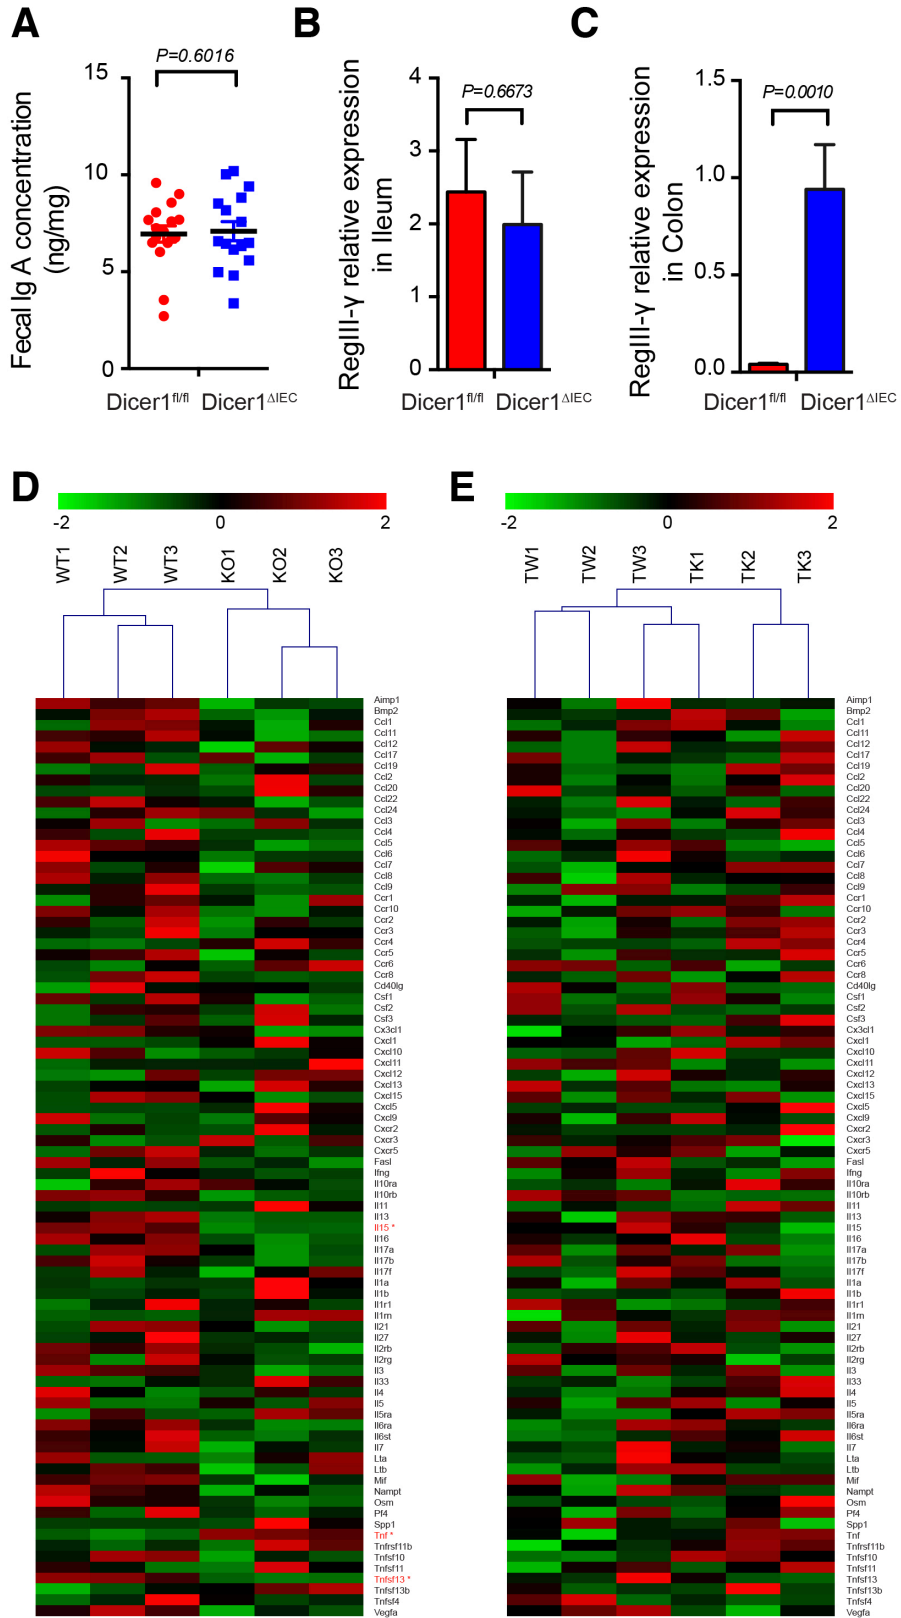 A
B
C
P=0.6016
P=0.6673
P=0.0010
Fecal Ig A concentration
(ng/mg)
15
10
5
0
Dicer1fl/fl
Dicer1ΔIEC
RegIII-γ relative expression
in Ileum
4
3
2
1
0
Dicer1fl/fl
Dicer1ΔIEC
RegIII-γ relative expression
in Colon
1.5
1.0
0.5
0.0
Dicer1fl/fl
Dicer1ΔIEC
D
-2 0 2
WT1 WT2 WT3 KO1 KO2 KO3
Aimp1
Bmp2
Ccl1
Ccl11
Ccl12
Ccl17
Ccl19
Ccl2
Ccl20
Ccl22
Ccl24
Ccl3
Ccl4
Ccl5
Ccl6
Ccl7
Ccl8
Ccl9
Ccr1
Ccr10
Ccr2
Ccr3
Ccr4
Ccr5
Ccr6
Ccr8
Cd40lg
Csf1
Csf2
Csf3
Cx3cl1
Cxcl1
Cxcl10
Cxcl11
Cxcl12
Cxcl13
Cxcl15
Cxcl5
Cxcl9
Cxcr2
Cxcr3
Cxcr5
Fasl
Ifng
Il10ra
Il10rb
Il11
Il13
Il15 *
Il16
Il17a
Il17b
Il17f
Il1a
Il1b
Il1r1
Il1rn
Il21
Il27
Il2rb
Il2rg
Il3
Il33
Il4
Il5
Il5ra
Il6ra
Il6st
Il7
Lta
Ltb
Mif
Nampt
Osm
Pf4
Spp1
Tnf *
Tnfrsf11b
Tnfsf10
Tnfsf11
Tnfsf13 *
Tnfsf13b
Tnfsf4
Vegfa
E
-2 0 2
TW1 TW2 TW3 TK1 TK2 TK3
Aimp1
Bmp2
Ccl1
Ccl11
Ccl12
Ccl17
Ccl19
Ccl2
Ccl20
Ccl22
Ccl24
Ccl3
Ccl4
Ccl5
Ccl6
Ccl7
Ccl8
Ccl9
Ccr1
Ccr10
Ccr2
Ccr3
Ccr4
Ccr5
Ccr6
Ccr8
Cd40lg
Csf1
Csf2
Csf3
Cx3cl1
Cxcl1
Cxcl10
Cxcl11
Cxcl12
Cxcl13
Cxcl15
Cxcl5
Cxcl9
Cxcr2
Cxcr3
Cxcr5
Fasl
Ifng
Il10ra
Il10rb
Il11
Il13
Il15
Il16
Il17a
Il17b
Il17f
Il1a
Il1b
Il1r1
Il1rn
Il21
Il27
Il2rb
Il2rg
Il3
Il33
Il4
Il5
Il5ra
Il6ra
Il6st
Il7
Lta
Ltb
Mif
Nampt
Osm
Pf4
Spp1
Tnf
Tnfrsf11b
Tnfsf10
Tnfsf11
Tnfsf13
Tnfsf13b
Tnfsf4
Vegfa